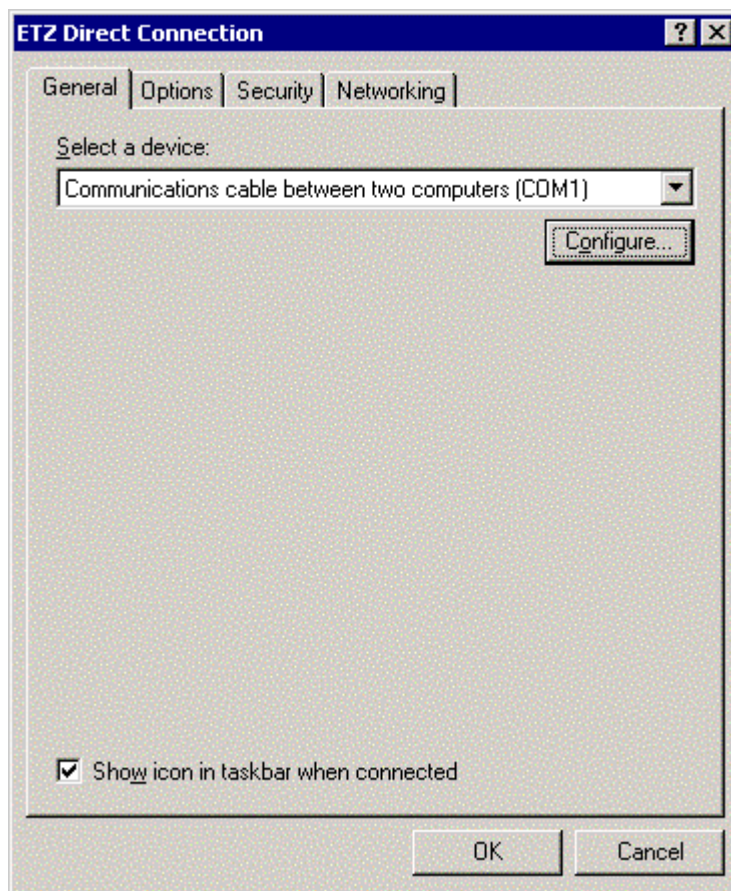 ETZ Direct Connection
General Options Security Networking
Select a device:
Communications cable between two computers (COM1)
Configure...
Show icon in taskbar when connected
OK Cancel